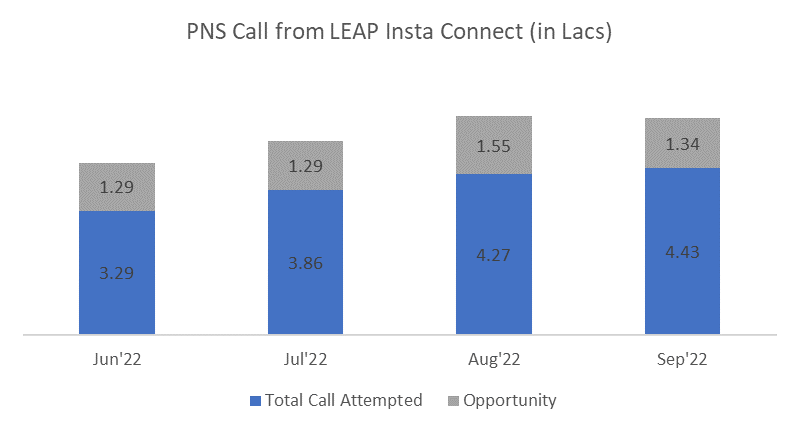 PNS Call from LEAP Insta Connect (in Lacs)
1.29 1.29 1.55 1.34
3.29 3.86 4.27 4.43
Jun'22 Jul'22 Aug'22 Sep'22
Total Call Attempted Opportunity